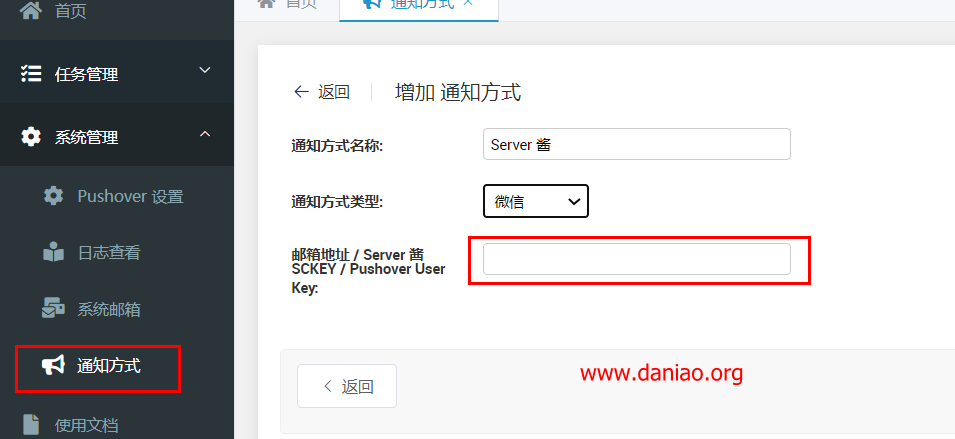 首页
任务管理
系统管理
Pushover 设置
日志查看
系统邮箱
通知方式
使用文档
首页
通知方式 ×
返回
增加 通知方式
通知方式名称:
Server 酱
通知方式类型:
微信
邮箱地址 / Server 酱
SCKEY / Pushover User
Key:
返回
www.daniao.org